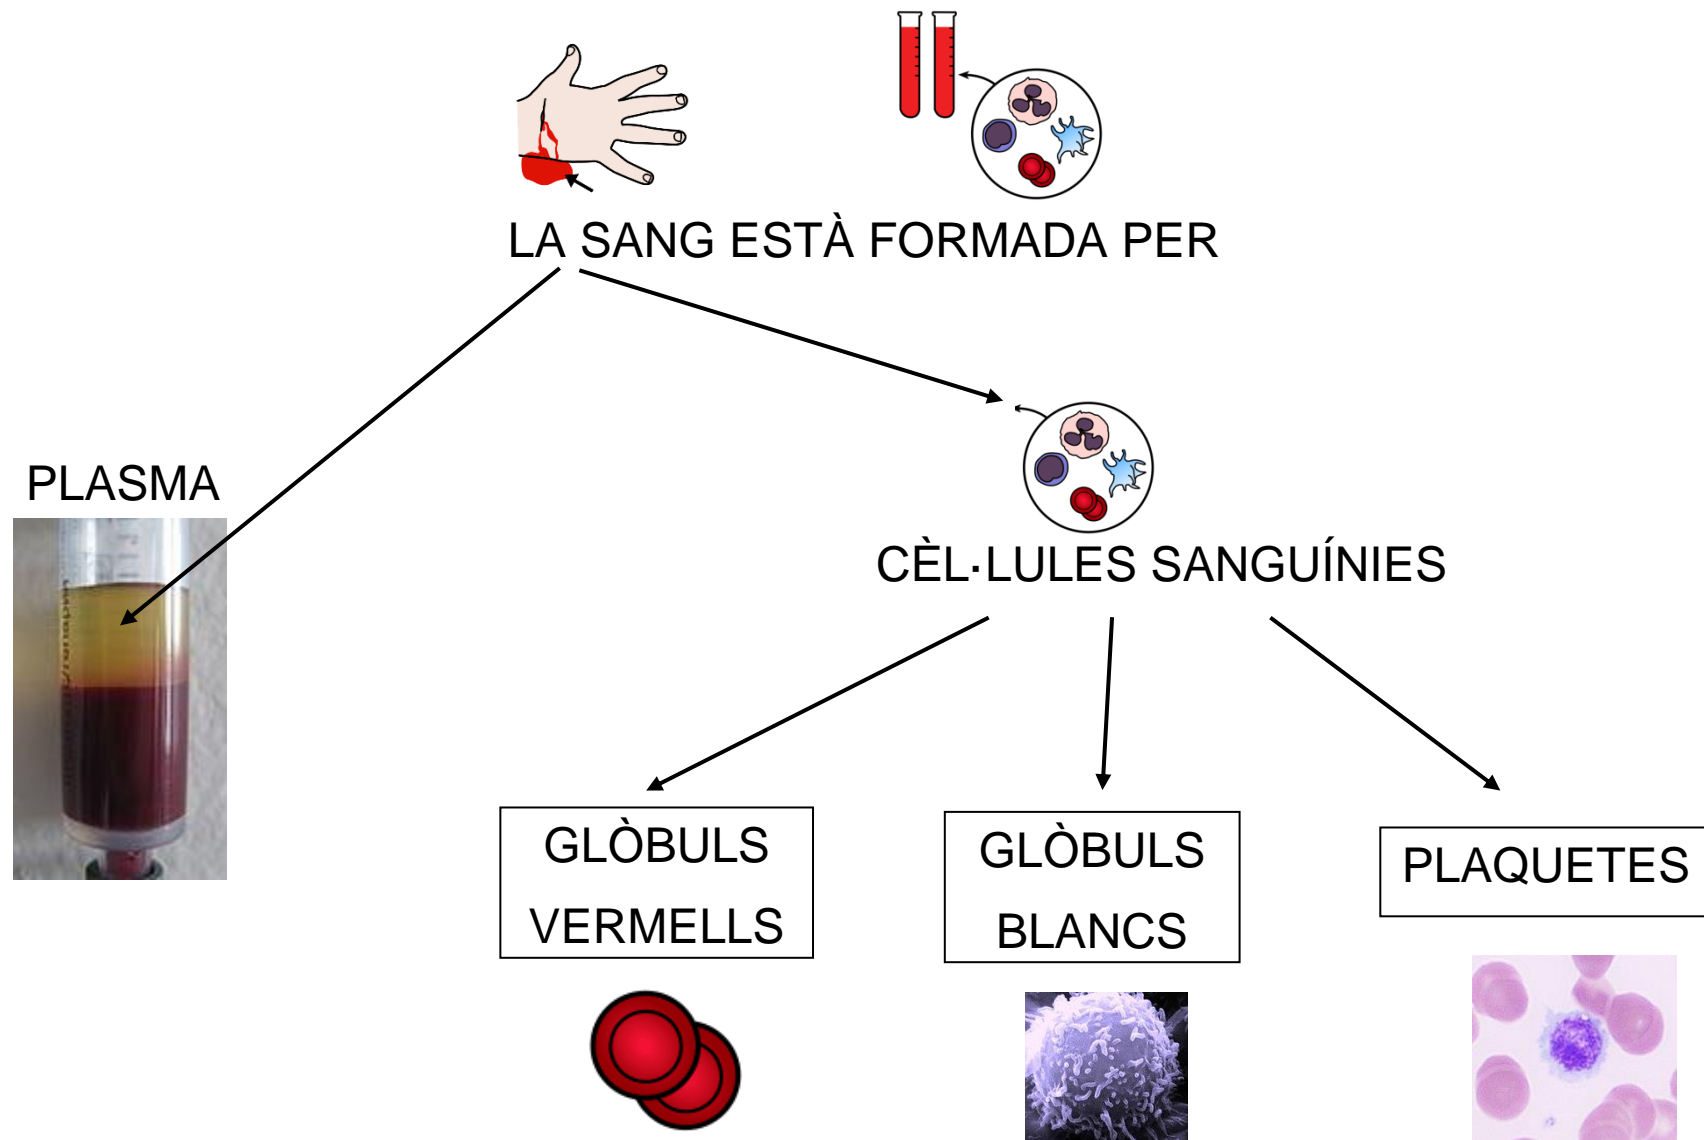 LA SANG ESTÀ FORMADA PER
PLASMA
CÈL·LULES SANGUÍNIES
GLÒBULS
VERMELLS
GLÒBULS
BLANCS
PLAQUETES